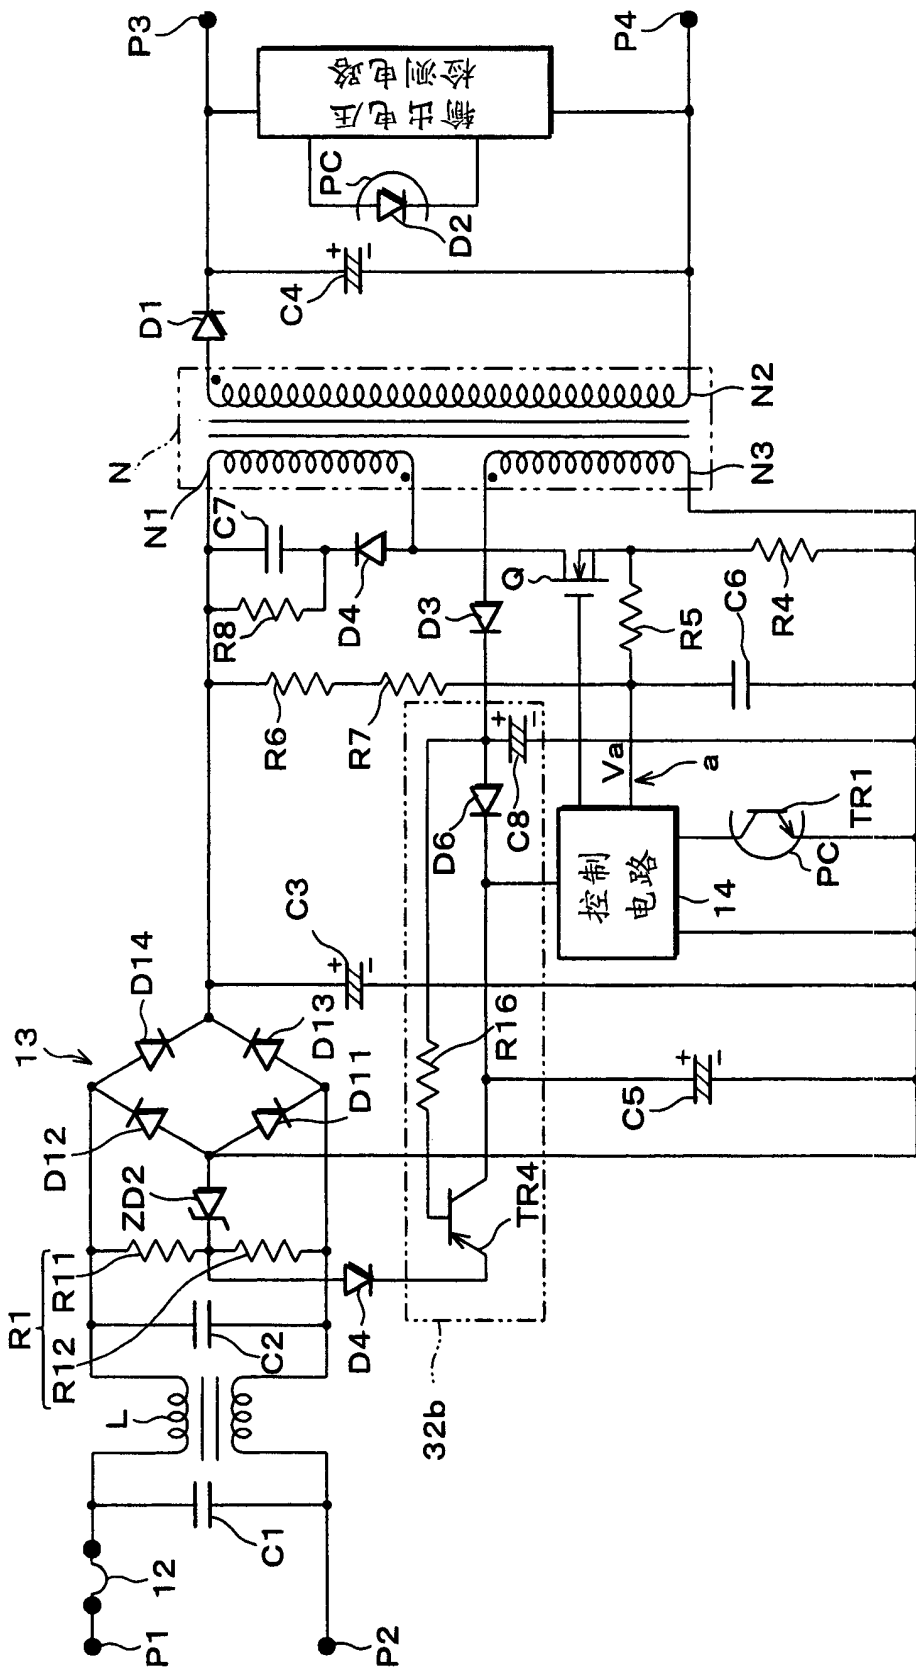 P1
P2
12
C1
L
R1
R11
R12
C2
ZD2
D12
13
D14
D11
D13
D4
TR4
32b
R16
C5
C3
D6
C8
+
−
+
−
+
−
控制
电路
14
PC
TR1
Va
a
R6
R7
R8
C7
D4
D3
Q
R5
C6
R4
N
N1
N2
N3
D1
C4
+
−
PC
D2
输出电压
检测电路
P3
P4